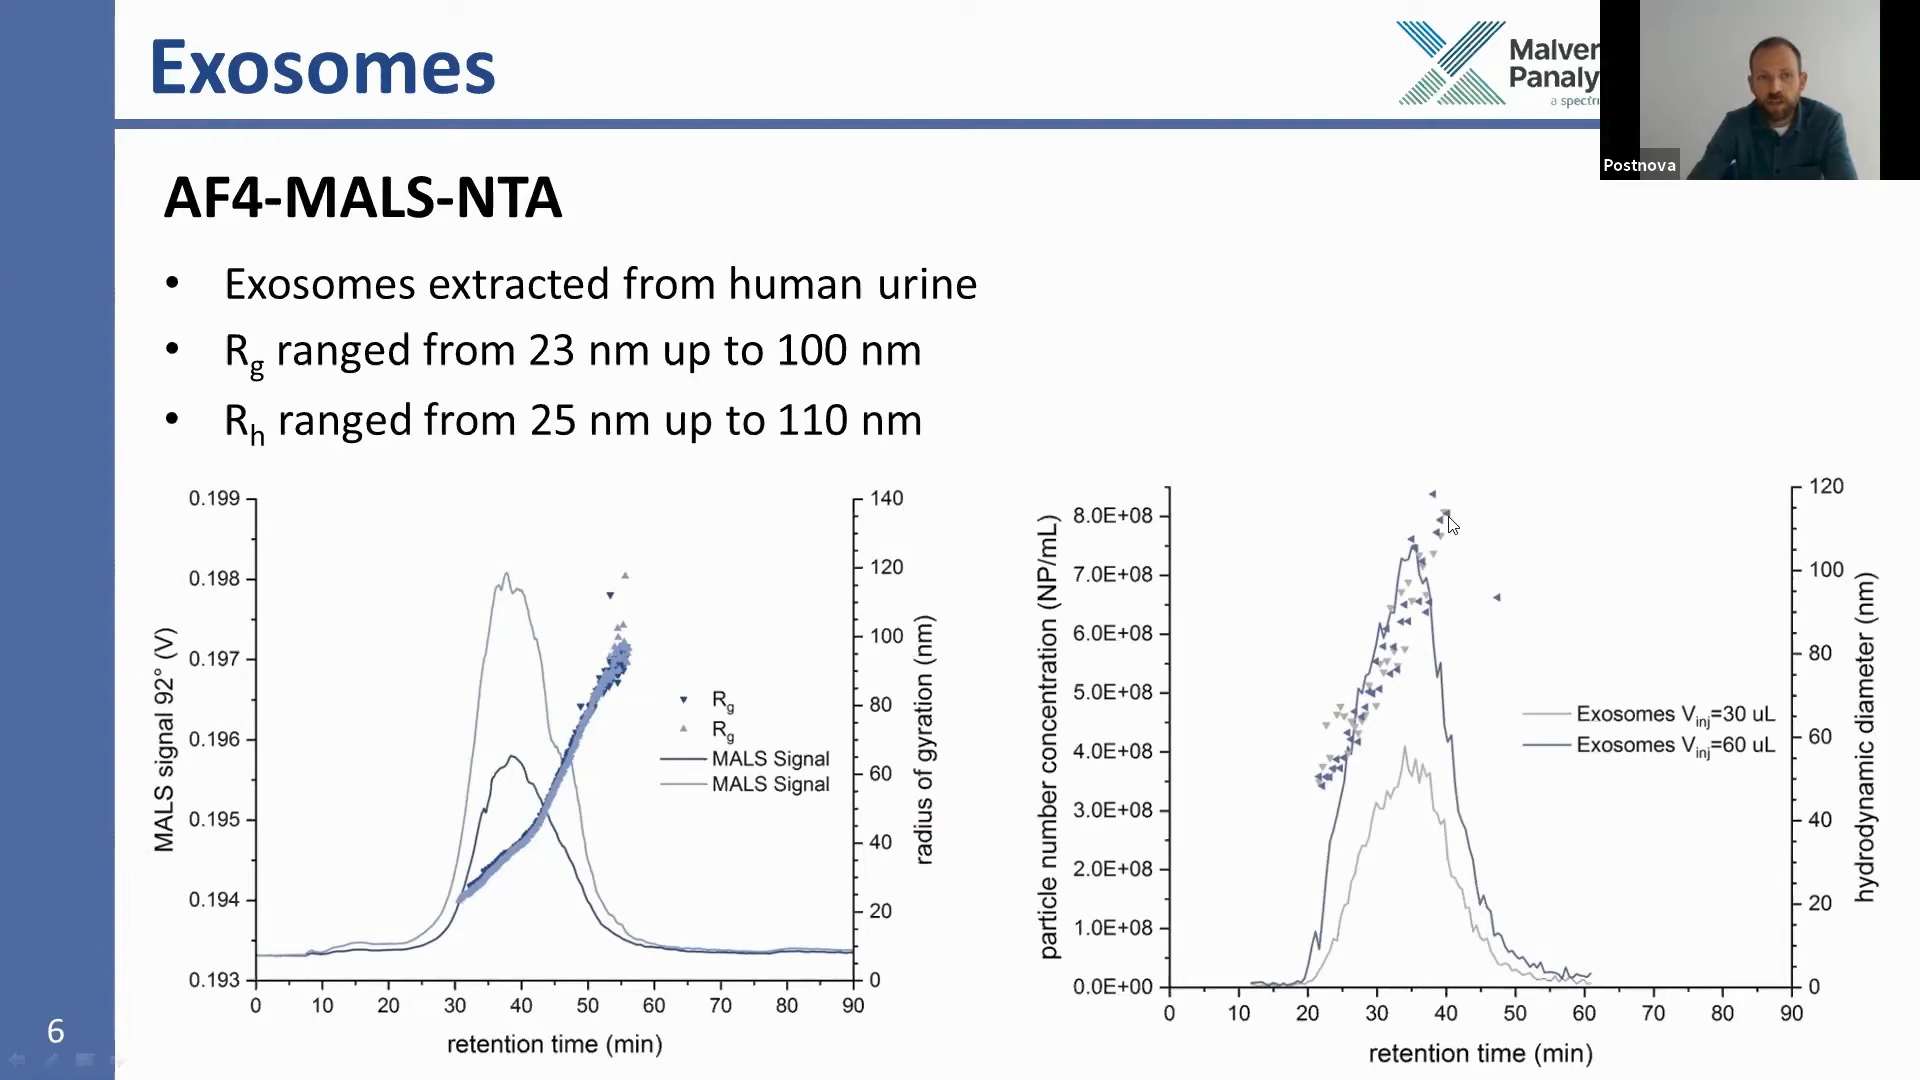 Exosomes
Malver
Panaly
a spectri
Postnova
AF4-MALS-NTA
• Exosomes extracted from human urine
• Rg ranged from 23 nm up to 100 nm
• Rh ranged from 25 nm up to 110 nm
0.199
0.198
0.197
0.196
0.195
0.194
0.193
MALS signal 92° (V)
140
120
100
80
60
40
20
0
radius of gyration (nm)
Rg
Rg
MALS Signal
MALS Signal
0 10 20 30 40 50 60 70 80 90
retention time (min)
8.0E+08
7.0E+08
6.0E+08
5.0E+08
4.0E+08
3.0E+08
2.0E+08
1.0E+08
0.0E+00
particle number concentration (NP/mL)
120
100
80
60
40
20
0
hydrodynamic diameter (nm)
Exosomes Vinj=30 uL
Exosomes Vinj=60 uL
0 10 20 30 40 50 60 70 80 90
retention time (min)
6